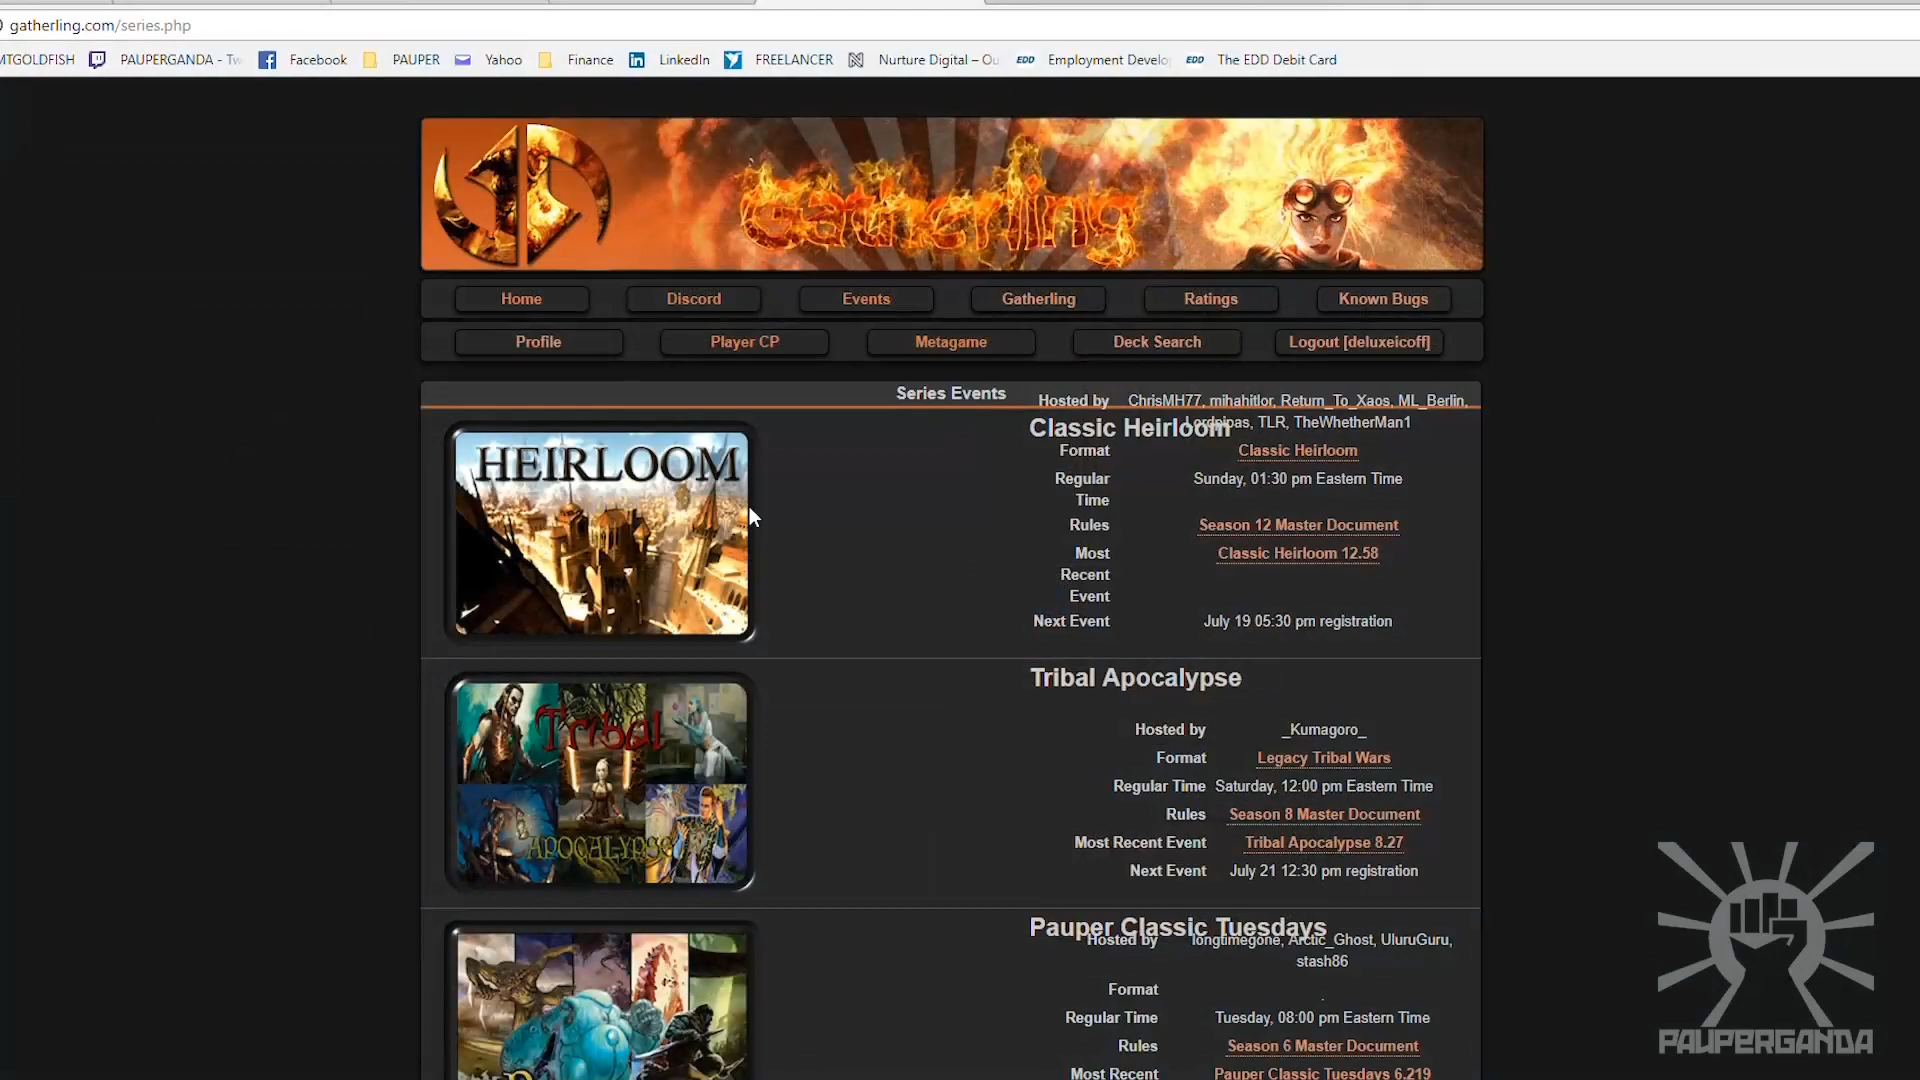 gatherling.com/series.php
MTGOLDFISH PAUPERGANDA - Tw Facebook PAUPER Yahoo Finance LinkedIn FREELANCER Nurture Digital – Ou EDD Employment Develo EDD The EDD Debit Card
Gatherling
Home Discord Events Gatherling Ratings Known Bugs
Profile Player CP Metagame Deck Search Logout [deluxeicoff]
Series Events
Hosted by ChrisMH77, mihahitlor, Return_To_Xaos, ML_Berlin,
Lordpipas, TLR, TheWhetherMan1
Classic Heirloom
HEIRLOOM
Format Classic Heirloom
Regular Time Sunday, 01:30 pm Eastern Time
Rules Season 12 Master Document
Most Recent Event Classic Heirloom 12.58
Next Event July 19 05:30 pm registration
Tribal Apocalypse
Tribal
APOCALYPSE
Hosted by _Kumagoro_
Format Legacy Tribal Wars
Regular Time Saturday, 12:00 pm Eastern Time
Rules Season 8 Master Document
Most Recent Event Tribal Apocalypse 8.27
Next Event July 21 12:30 pm registration
Pauper Classic Tuesdays
Hosted by longtimegone, Arctic_Ghost, UluruGuru,
stash86
Format .
Regular Time Tuesday, 08:00 pm Eastern Time
Rules Season 6 Master Document
Most Recent Pauper Classic Tuesdays 6.219
PAUPERGANDA